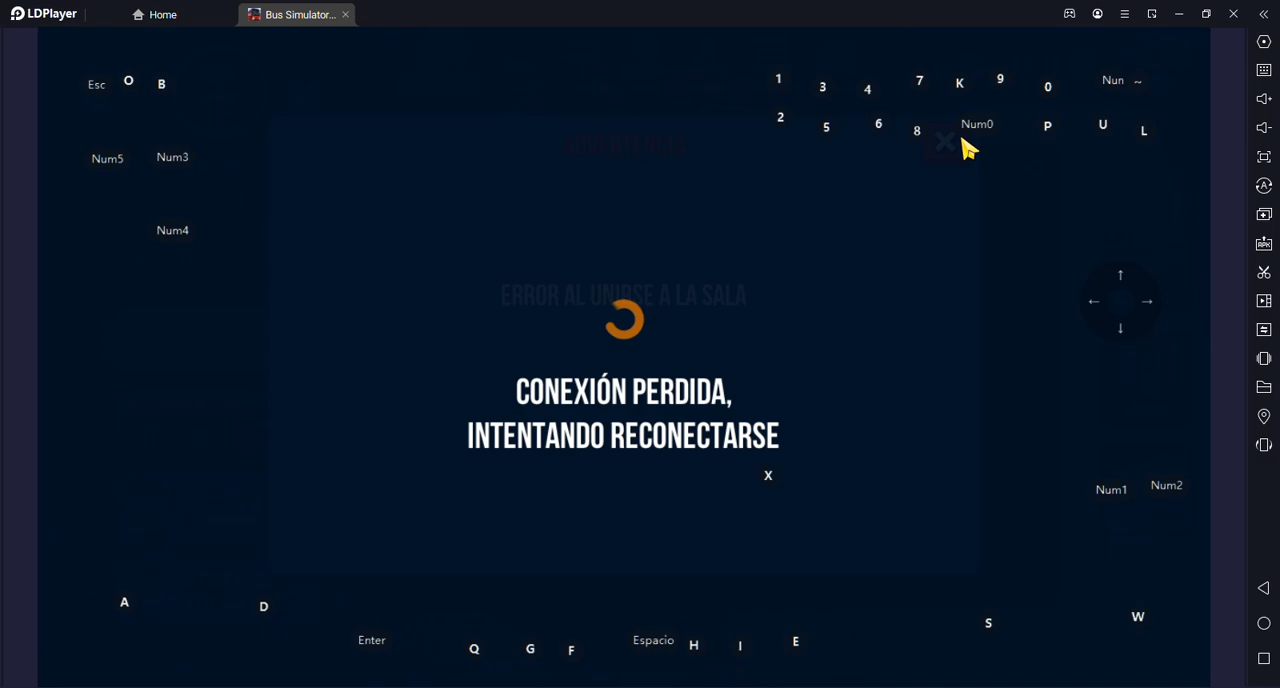 LDPlayer
Home
Bus Simulator...
Esc O B
1 3 4 7 K 9 0 Nun ~
2 5 6 8 Num0 P U L
Num5 Num3
Num4
ERROR AL UNIRSE A LA SALA
CONEXIÓN PERDIDA,
INTENTANDO RECONECTARSE
X
Num1 Num2
A D
S W
Enter Q G F Espacio H I E